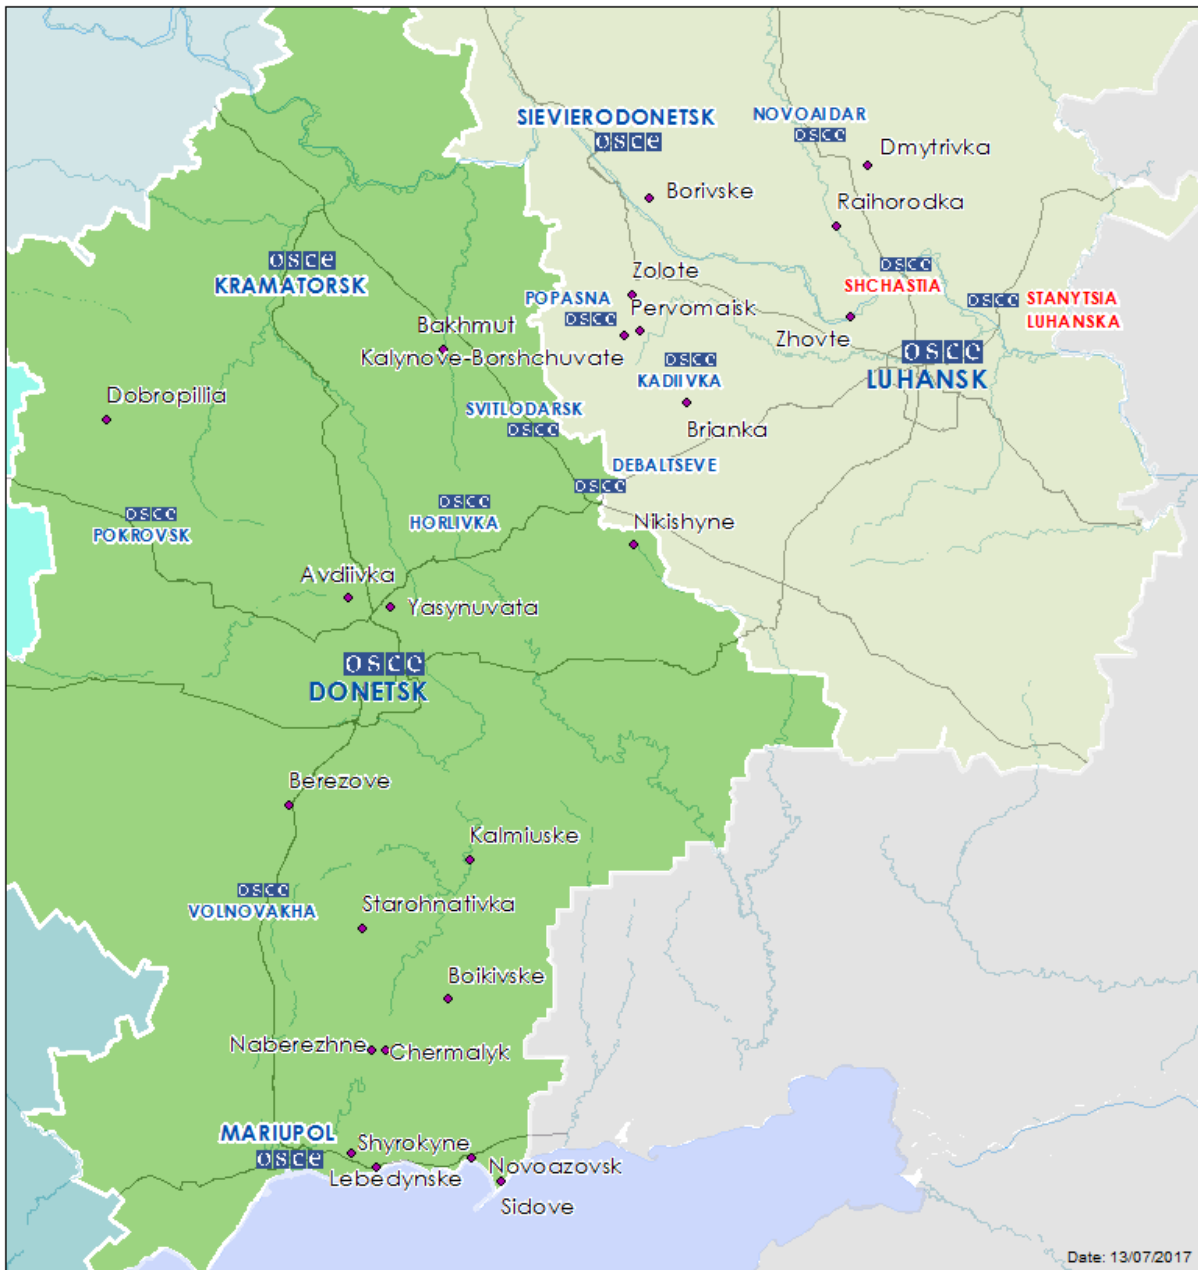 SIEVIERODONETSK
osce
NOVOAIDAR
osce
Dmytrivka
Borivske
Raihorodka
osce
KRAMATORSK
osce
SHCHASTIA
Zolote
POPASNA
osce
Pervomaisk
osce
STANYTSIA
LUHANSKA
Bakhmut
Zhovte
Kalynove-Borshchuvate
osce
LUHANSK
osce
KADIIVKA
Dobropillia
SVITLODARSK
osce
Brianka
DEBALTSEVE
osce
osce
HORLIVKA
osce
POKROVSK
Nikishyne
Avdiivka
Yasynuvata
osce
DONETSK
Berezove
Kalmiuske
osce
VOLNOVAKHA
Starohnativka
Boikivske
Naberezhne
Chermalyk
MARIUPOL
osce
Shyrokyne
Lebedynske
Novoazovsk
Sidove
Date: 13/07/2017